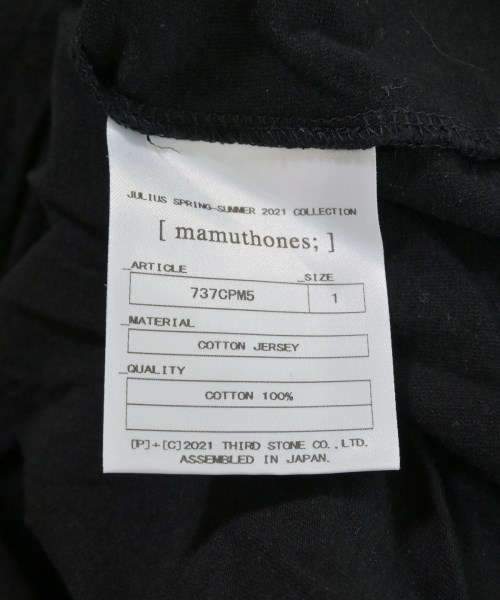 JULIUS SPRING-SUMMER 2021 COLLECTION
[ mamuthones; ]
_ARTICLE _SIZE
737CPM5 1
_MATERIAL
COTTON JERSEY
_QUALITY
COTTON 100%
[P]+[C]2021 THIRD STONE CO.,LTD.
ASSEMBLED IN JAPAN.